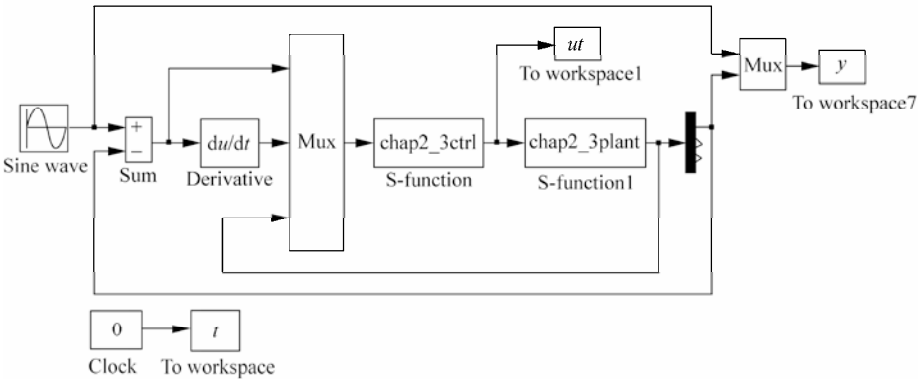 ut
To workspace1
Mux
y
To workspace7
Sine wave
+
−
Sum
du/dt
Derivative
Mux
chap2_3ctrl
S-function
chap2_3plant
S-function1
0
Clock
t
To workspace